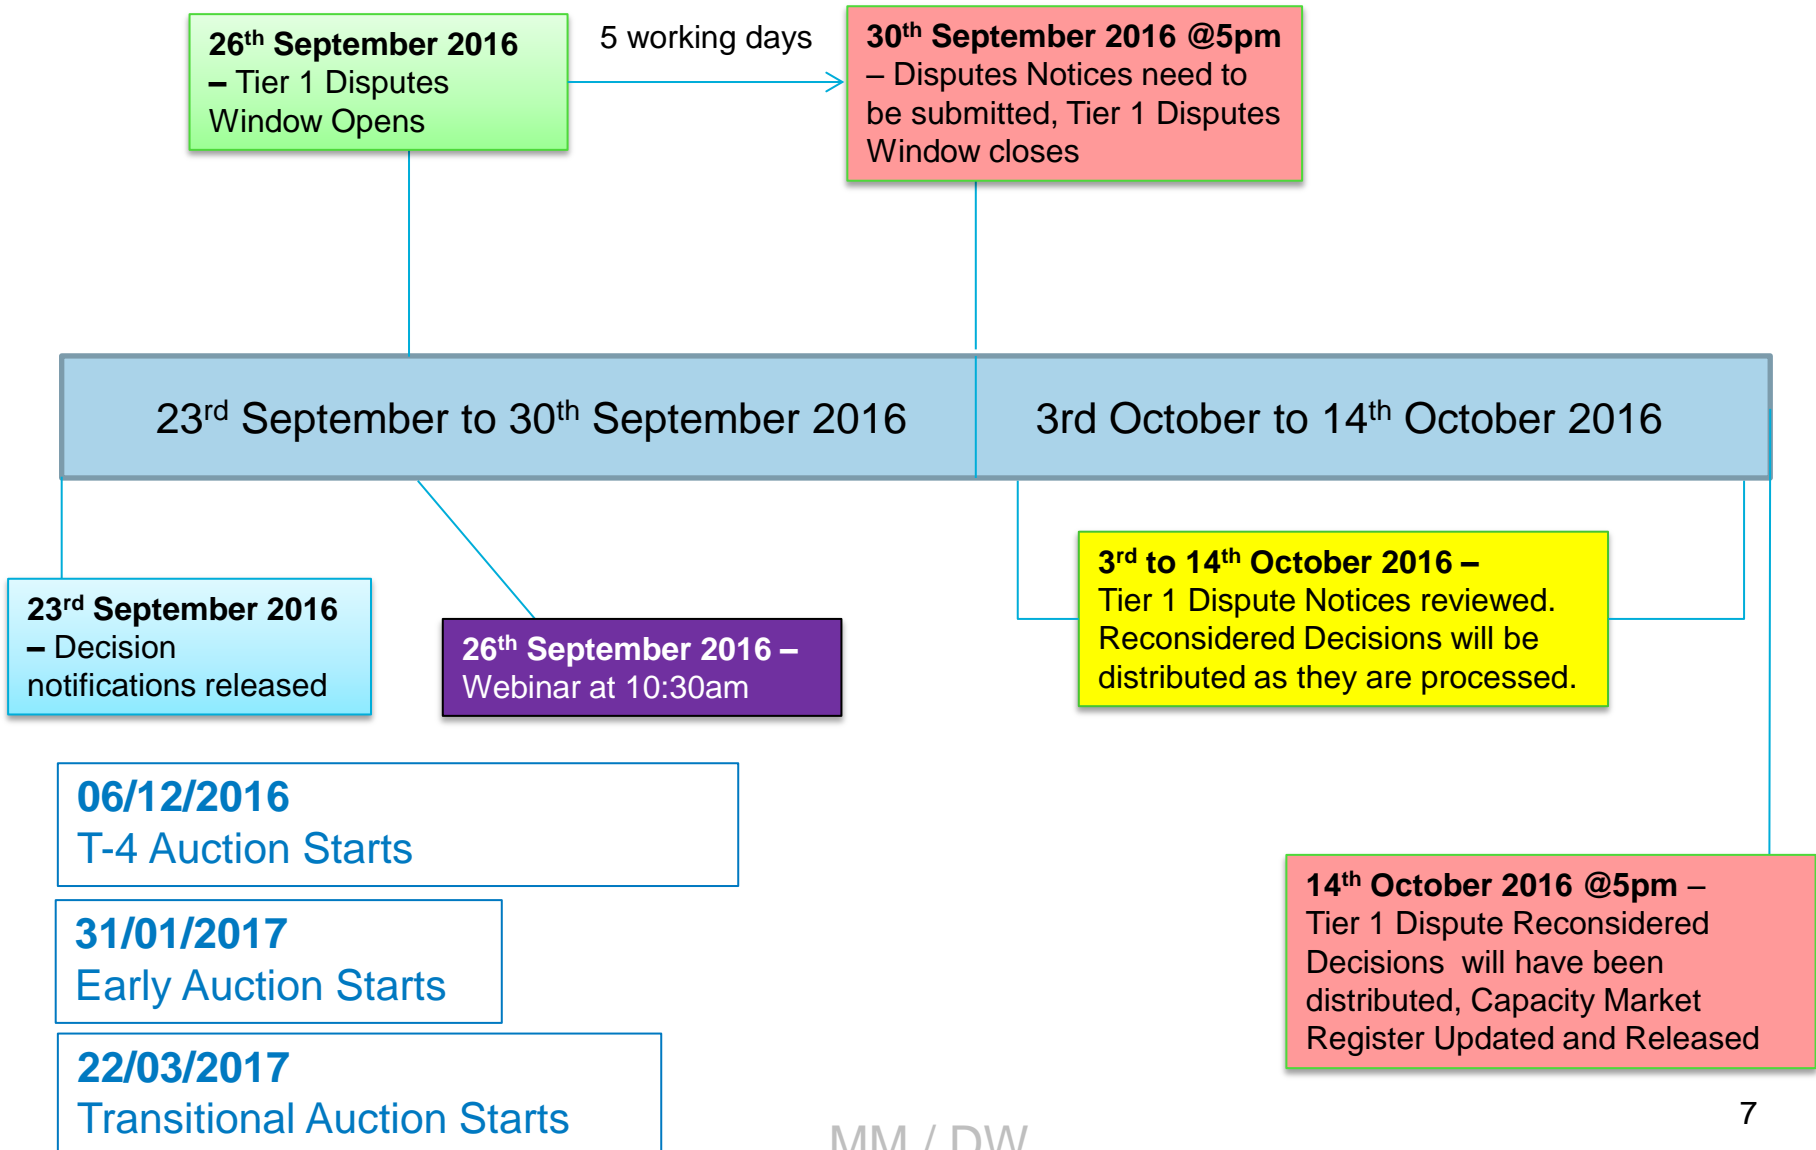 26th September 2016
– Tier 1 Disputes
Window Opens
5 working days
30th September 2016 @5pm
– Disputes Notices need to
be submitted, Tier 1 Disputes
Window closes
23rd September to 30th September 2016
3rd October to 14th October 2016
23rd September 2016
– Decision
notifications released
26th September 2016 –
Webinar at 10:30am
3rd to 14th October 2016 –
Tier 1 Dispute Notices reviewed.
Reconsidered Decisions will be
distributed as they are processed.
06/12/2016
T-4 Auction Starts
31/01/2017
Early Auction Starts
22/03/2017
Transitional Auction Starts
14th October 2016 @5pm –
Tier 1 Dispute Reconsidered
Decisions  will have been
distributed, Capacity Market
Register Updated and Released
7
MM / DW